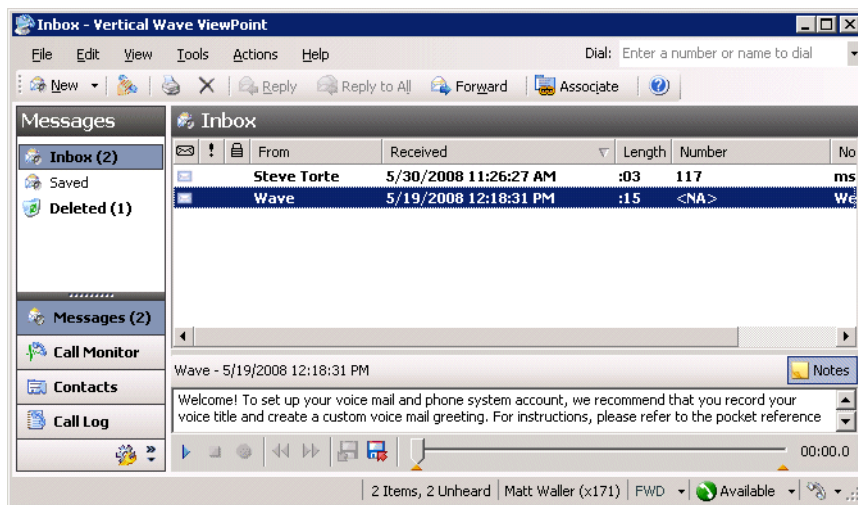 Inbox - Vertical Wave ViewPoint
File Edit View Tools Actions Help Dial: Enter a number or name to dial
New Reply Reply to All Forward Associate
Messages Inbox
Inbox (2)
Saved
Deleted (1)
! From Received Length Number No
Steve Torte 5/30/2008 11:26:27 AM :03 117 ms
Wave 5/19/2008 12:18:31 PM :15 <NA> We
Messages (2)
Call Monitor
Contacts
Call Log
Wave - 5/19/2008 12:18:31 PM Notes
Welcome! To set up your voice mail and phone system account, we recommend that you record your
voice title and create a custom voice mail greeting. For instructions, please refer to the pocket reference
00:00.0
2 Items, 2 Unheard Matt Waller (x171) FWD Available